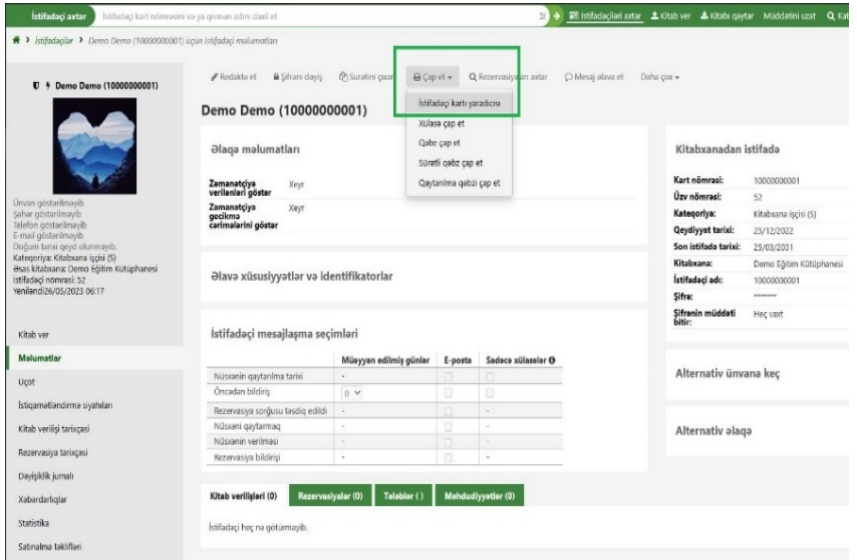 İstifadəçi axtar
İstifadəçi kart nömrəsini və ya qismən adını daxil et
İstifadəçiləri axtar Kitab ver Kitabı qaytar Müddətini uzat
İstifadəçilər Demo Demo (10000000001) üçün istifadəçi məlumatları
Redaktə et Şifrəni dəyiş Surətini çıxar Çap et Rezervasiyaları axtar Mesaj əlavə et Daha çox
İstifadəçi kartı yaradıcısı
Xülasə çap et
Qəbz çap et
Sürətli qəbz çap et
Qaytarılma qəbzi çap et
Demo Demo (10000000001)
Ünvan göstərilməyib
Şəhər göstərilməyib
Telefon göstərilməyib
E-mail göstərilməyib
Doğum tarixi qeyd olunmayıb.
Kateqoriya: Kitabxana işçisi (S)
Əsas kitabxana: Demo Eğitim Kütüphanesi
İstifadəçi nömrəsi: 52
Yeniləndi26/05/2023 06:17
Kitab ver
Məlumatlar
Uçot
İstiqamətləndirmə siyahıları
Kitab verilişi tarixçəsi
Rezervasiya tarixçəsi
Dəyişiklik jurnalı
Xəbərdarlıqlar
Statistika
Satınalma təklifləri
Demo Demo (10000000001)
Əlaqə məlumatları
Zəmanətçiyə verilənləri göstər Xeyr
Zəmanətçiyə gecikmə cərimələrini göstər Xeyr
Əlavə xüsusiyyətlər və identifikatorlar
İstifadəçi mesajlaşma seçimləri
Müəyyən edilmiş günlər E-posta Sadəcə xülasələr
Nüsxənin qaytarılma tarixi -
Öncədən bildiriş 0
Rezervasiya sorğusu təsdiq edildi - -
Nüsxəni qaytarmaq - -
Nüsxənin verilməsi - -
Rezervasiya bildirişi - -
Kitab verilişləri (0) Rezervasiyalar (0) Tələblər ( ) Məhdudiyyətlər (0)
İstifadəçi heç nə götürməyib.
Kitabxanadan istifadə
Kart nömrəsi: 10000000001
Üzv nömrəsi: 52
Kateqoriya: Kitabxana işçisi (S)
Qeydiyyat tarixi: 25/12/2022
Son istifadə tarixi: 25/03/2031
Kitabxana: Demo Eğitim Kütüphanesi
İstifadəçi adı: 10000000001
Şifrə: ********
Şifrənin müddəti bitir: Heç vaxt
Alternativ ünvana keç
Alternativ əlaqə